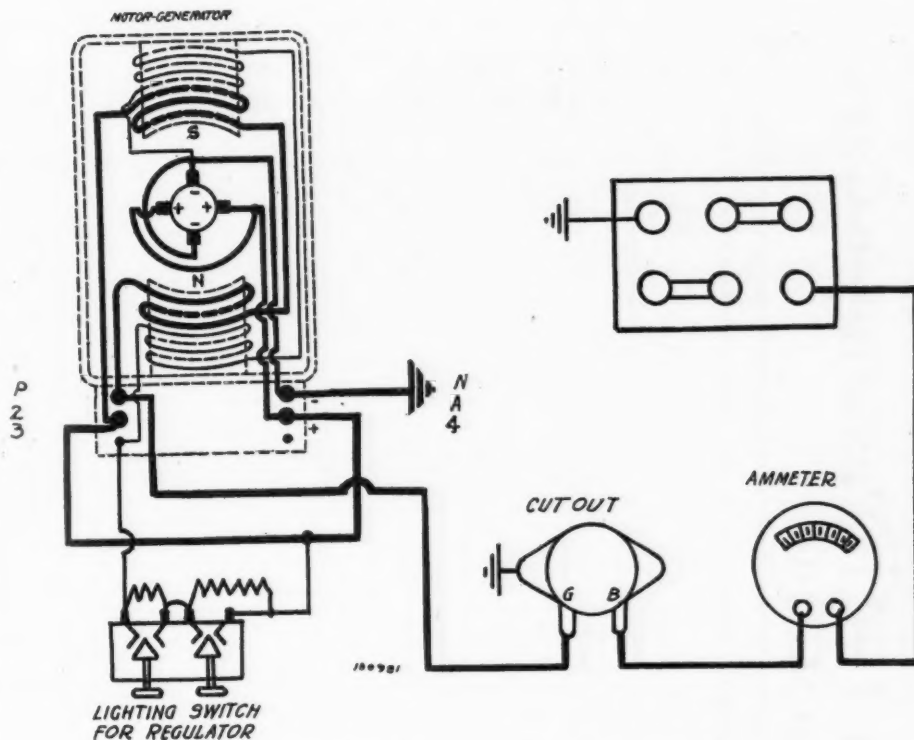 MOTOR-GENERATOR
S
-
+ +
-
N
P
2
3
N
A
4
-
+
CUT OUT
G B
AMMETER
LIGHTING SWITCH
FOR REGULATOR